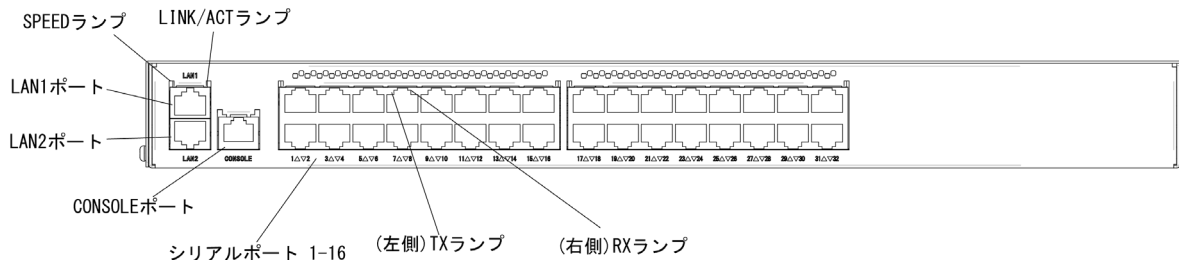 SPEEDランプ
LINK/ACTランプ
LAN1ポート
LAN2ポート
LAN1
LAN2
CONSOLE
1△▽2 3△▽4 5△▽6 7△▽8 9△▽10 11△▽12 13△▽14 15△▽16
17△▽18 19△▽20 21△▽22 23△▽24 25△▽26 27△▽28 29△▽30 31△▽32
CONSOLEポート
シリアルポート 1-16
(左側)TXランプ
(右側)RXランプ